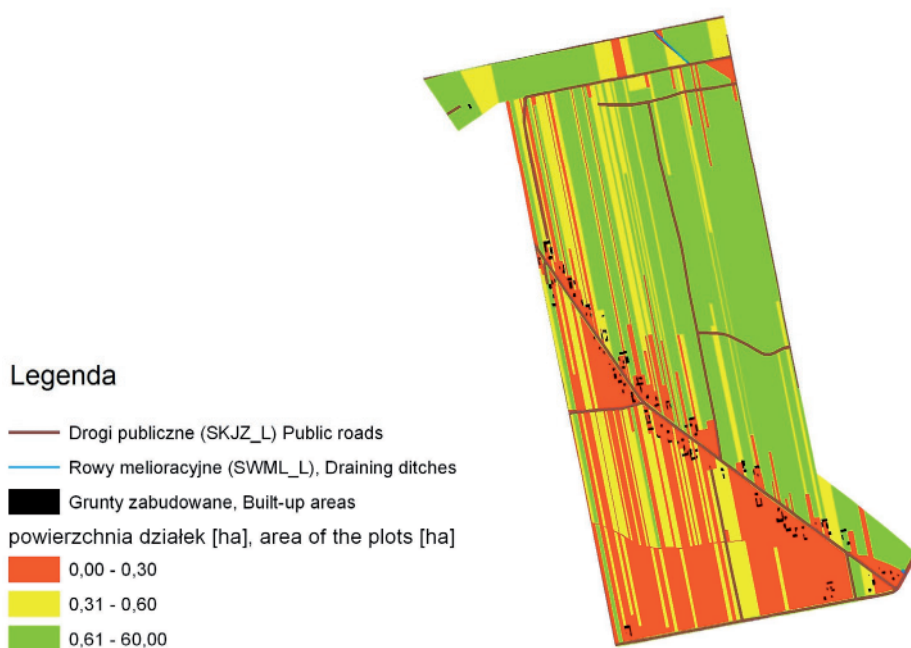 Legenda
Drogi publiczne (SKJZ_L) Public roads
Rowy melioracyjne (SWML_L), Draining ditches
Grunty zabudowane, Built-up areas
powierzchnia działek [ha], area of the plots [ha]
0,00 - 0,30
0,31 - 0,60
0,61 - 60,00